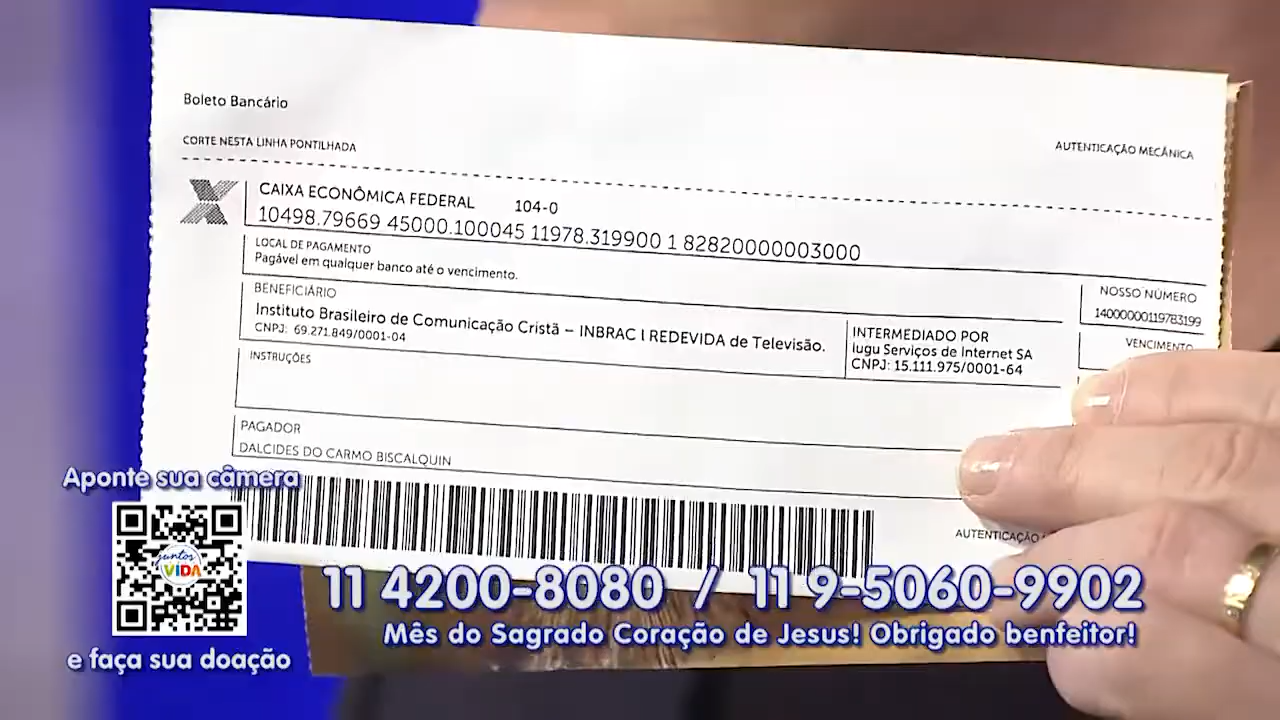 Boleto Bancário
CORTE NESTA LINHA PONTILHADA
AUTENTICAÇÃO MECÂNICA
CAIXA ECONÔMICA FEDERAL 104-0
10498.79669 45000.100045 11978.319900 1 82820000003000
LOCAL DE PAGAMENTO
Pagável em qualquer banco até o vencimento.
NOSSO NÚMERO
14000000119783199
BENEFICIÁRIO
Instituto Brasileiro de Comunicação Cristã – INBRAC | REDEVIDA de Televisão.
CNPJ: 69.271.849/0001-04
INTERMEDIADO POR
Iugu Serviços de Internet SA
CNPJ: 15.111.975/0001-64
VENCIMENTO
INSTRUÇÕES
PAGADOR
DALCIDES DO CARMO BISCALQUIN
AUTENTICAÇÃO
Aponte sua câmera
juntos
VIDA
e faça sua doação
11 4200-8080 / 11 9-5060-9902
Mês do Sagrado Coração de Jesus! Obrigado benfeitor!